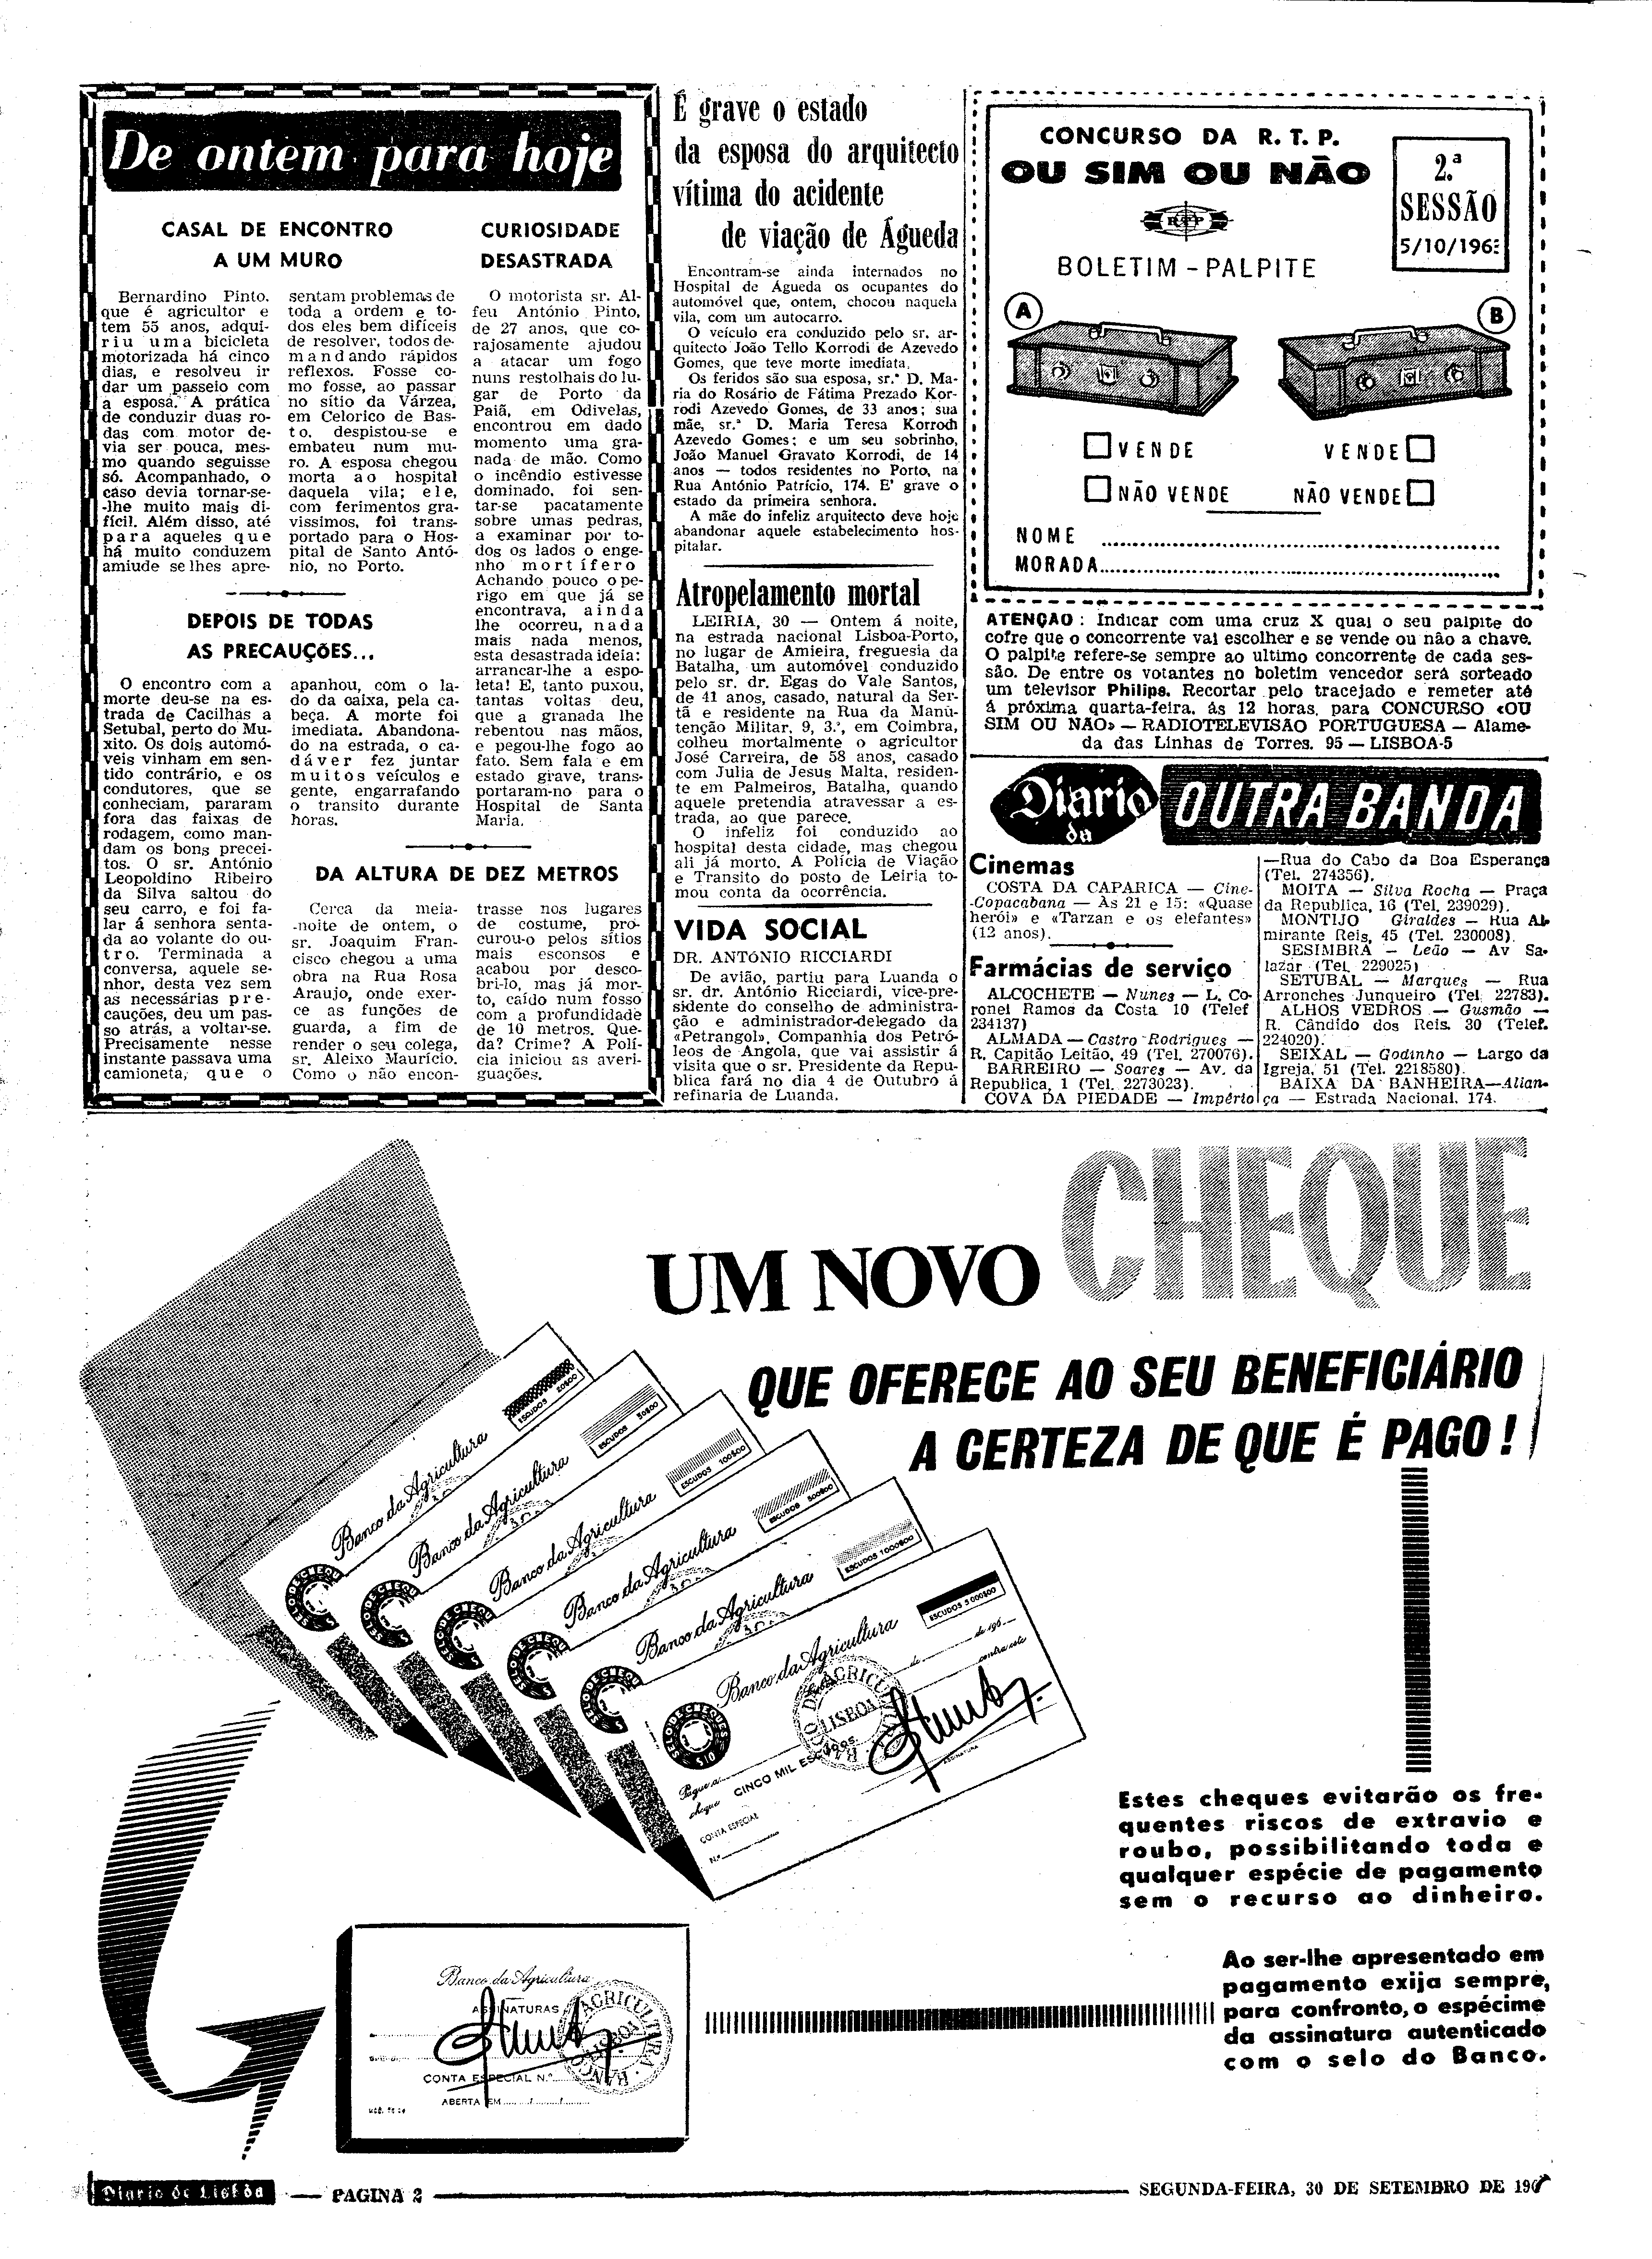 De ontem para hoje
CASAL DE ENCONTRO
A UM MURO
Bernardino Pinto,
que é agricultor e
tem 55 anos, adqui-
riu uma bicicleta
motorizada há cinco
dias, e resolveu ir
dar um passeio com
a esposa. A prática
de conduzir duas ro-
das com motor de-
via ser pouca, mes-
mo quando seguisse
só. Acompanhado, o
caso devia tornar-se-
-lhe muito mais di-
fícil. Além disso, até
para aqueles que
há muito conduzem
amiude se lhes apre-
sentam problemas de
toda a ordem e to-
dos eles bem difíceis
de resolver, todos de-
mandando rápidos
reflexos. Fosse co-
mo fosse, ao passar
no sítio da Várzea,
em Celorico de Bas-
to, despistou-se e
embateu num mu-
ro. A esposa chegou
morta ao hospital
daquela vila; ele,
com ferimentos gra-
víssimos, foi trans-
portado para o Hos-
pital de Santo Antó-
nio, no Porto.
DEPOIS DE TODAS
AS PRECAUÇÕES...
O encontro com a
morte deu-se na es-
trada de Cacilhas a
Setubal, perto do Mu-
xito. Os dois automó-
veis vinham em sen-
tido contrário, e os
condutores, que se
conheciam, pararam
fora das faixas de
rodagem, como man-
dam os bons precei-
tos. O sr. António
Leopoldino Ribeiro
da Silva saltou do
seu carro, e foi fa-
lar á senhora senta-
da ao volante do ou-
tro. Terminada a
conversa, aquele se-
nhor, desta vez sem
as necessárias pre-
cauções, deu um pas-
so atrás, a voltar-se.
Precisamente nesse
instante passava uma
camioneta, que o
apanhou, com o la-
do da caixa, pela ca-
beça. A morte foi
imediata. Abandona-
do na estrada, o ca-
dáver fez juntar
muitos veículos e
gente, engarrafando
o transito durante
horas.
CURIOSIDADE
DESASTRADA
O motorista sr. Al-
feu António Pinto,
de 27 anos, que co-
rajosamente ajudou
a atacar um fogo
nuns restolhais do lu-
gar de Porto da
Paiã, em Odivelas,
encontrou em dado
momento uma gra-
nada de mão. Como
o incêndio estivesse
dominado, foi sen-
tar-se pacatamente
sobre umas pedras,
a examinar por to-
dos os lados o enge-
nho mortífero
Achando pouco o pe-
rigo em que já se
encontrava, ainda
lhe ocorreu, nada
mais nada menos,
esta desastrada ideia:
arrancar-lhe a espo-
leta! E, tanto puxou,
tantas voltas deu,
que a granada lhe
rebentou nas mãos,
e pegou-lhe fogo ao
fato. Sem fala e em
estado grave, trans-
portaram-no para o
Hospital de Santa
Maria.
DA ALTURA DE DEZ METROS
Cerca da meia-
-noite de ontem, o
sr. Joaquim Fran-
cisco chegou a uma
obra na Rua Rosa
Araujo, onde exer-
ce as funções de
guarda, a fim de
render o seu colega,
sr. Aleixo Maurício.
Como o não encon-
trasse nos lugares
de costume, pro-
curou-o pelos sítios
mais esconsos e
acabou por desco-
bri-lo, mas já mor-
to, caído num fosso
com a profundidade
de 10 metros. Que-
da? Crime? A Polí-
cia iniciou as averi-
guações.
É grave o estado
da esposa do arquitecto
vítima do acidente
de viação de Águeda
Encontram-se ainda internados no
Hospital de Águeda os ocupantes do
automóvel que, ontem, chocou naquela
vila, com um autocarro.
O veículo era conduzido pelo sr. ar-
quitecto João Tello Korrodi de Azevedo
Gomes, que teve morte imediata.
Os feridos são sua esposa, sr.ª D. Ma-
ria do Rosário de Fátima Prezado Kor-
rodi Azevedo Gomes, de 33 anos; sua
mãe, sr.ª D. Maria Teresa Korrodi
Azevedo Gomes; e um seu sobrinho,
João Manuel Gravato Korrodi, de 14
anos — todos residentes no Porto, na
Rua António Patrício, 174. E' grave o
estado da primeira senhora.
A mãe do infeliz arquitecto deve hoje
abandonar aquele estabelecimento hos-
pitalar.
Atropelamento mortal
LEIRIA, 30 — Ontem á noite,
na estrada nacional Lisboa-Porto,
no lugar de Amieira, freguesia da
Batalha, um automóvel conduzido
pelo sr. dr. Egas do Vale Santos,
de 41 anos, casado, natural da Ser-
tã e residente na Rua da Manu-
tenção Militar, 9, 3.º, em Coimbra,
colheu mortalmente o agricultor
José Carreira, de 58 anos, casado
com Julia de Jesus Malta, residen-
te em Palmeiros, Batalha, quando
aquele pretendia atravessar a es-
trada, ao que parece.
O infeliz foi conduzido ao
hospital desta cidade, mas chegou
ali já morto. A Polícia de Viação
e Transito do posto de Leiria to-
mou conta da ocorrência.
VIDA SOCIAL
DR. ANTÓNIO RICCIARDI
De avião, partiu para Luanda o
sr. dr. António Ricciardi, vice-pre-
sidente do conselho de administra-
ção e administrador-delegado da
«Petrangol», Companhia dos Petró-
leos de Angola, que vai assistir á
visita que o sr. Presidente da Repu-
blica fará no dia 4 de Outubro á
refinaria de Luanda.
CONCURSO DA R. T. P.
OU SIM OU NÃO
RTP
BOLETIM - PALPITE
2.ª
SESSÃO
5/10/1963
A
B
VENDE
VENDE
NÃO VENDE
NÃO VENDE
NOME
MORADA
ATENÇÃO : Indicar com uma cruz X qual o seu palpite do
cofre que o concorrente vai escolher e se vende ou não a chave.
O palpite refere-se sempre ao ultimo concorrente de cada ses-
são. De entre os votantes no boletim vencedor será sorteado
um televisor Philips. Recortar pelo tracejado e remeter até
á próxima quarta-feira, ás 12 horas, para CONCURSO «OU
SIM OU NÃO» — RADIOTELEVISÃO PORTUGUESA — Alame-
da das Linhas de Torres, 95 — LISBOA-5
Diario da OUTRA BANDA
Cinemas
COSTA DA CAPARICA — Cine-
-Copacabana — As 21 e 15: «Quase
herói» e «Tarzan e os elefantes»
(12 anos).
Farmácias de serviço
ALCOCHETE — Nunes — L. Co-
ronel Ramos da Costa 10 (Telef
234137)
ALMADA — Castro Rodrigues —
R. Capitão Leitão, 49 (Tel. 270076).
BARREIRO — Soares — Av. da
Republica, 1 (Tel. 2273023).
COVA DA PIEDADE — Império
—Rua do Cabo da Boa Esperança
(Tel. 274356).
MOITA — Silva Rocha — Praça
da Republica, 16 (Tel. 239029).
MONTIJO Giraldes — Rua Al-
mirante Reis, 45 (Tel. 230008).
SESIMBRA — Leão — Av Sa-
lazar (Tel. 229025)
SETUBAL — Marques — Rua
Arronches Junqueiro (Tel. 22783).
ALHOS VEDROS — Gusmão —
R. Cândido dos Reis, 30 (Telef.
224020).
SEIXAL — Godinho — Largo da
Igreja, 51 (Tel. 2218580).
BAIXA DA BANHEIRA—Alian-
ça — Estrada Nacional, 174.
UM NOVO CHEQUE
QUE OFERECE AO SEU BENEFICIÁRIO
A CERTEZA DE QUE É PAGO!
Banco da Agricultura
ESCUDOS 20$00
Banco da Agricultura
ESCUDOS 50$00
Banco da Agricultura
ESCUDOS 100$00
Banco da Agricultura
ESCUDOS 500$00
Banco da Agricultura
ESCUDOS 1000$00
Banco da Agricultura
ESCUDOS 5000$00
de de 196
contra este
Pague a
cheque CINCO MIL ESCUDOS
BANCO DE AGRICULTURA LISBOA
ASSINATURA
CONTA ESPECIAL
N.º
Estes cheques evitarão os fre-
quentes riscos de extravio e
roubo, possibilitando toda e
qualquer espécie de pagamento
sem o recurso ao dinheiro.
Ao ser-lhe apresentado em
pagamento exija sempre,
para confronto, o espécime
da assinatura autenticado
com o selo do Banco.
Banco da Agricultura
ASSINATURAS
CONTA ESPECIAL N.º
ABERTA EM
Diario de Lisboa — PAGINA 2 — SEGUNDA-FEIRA, 30 DE SETEMBRO DE 196